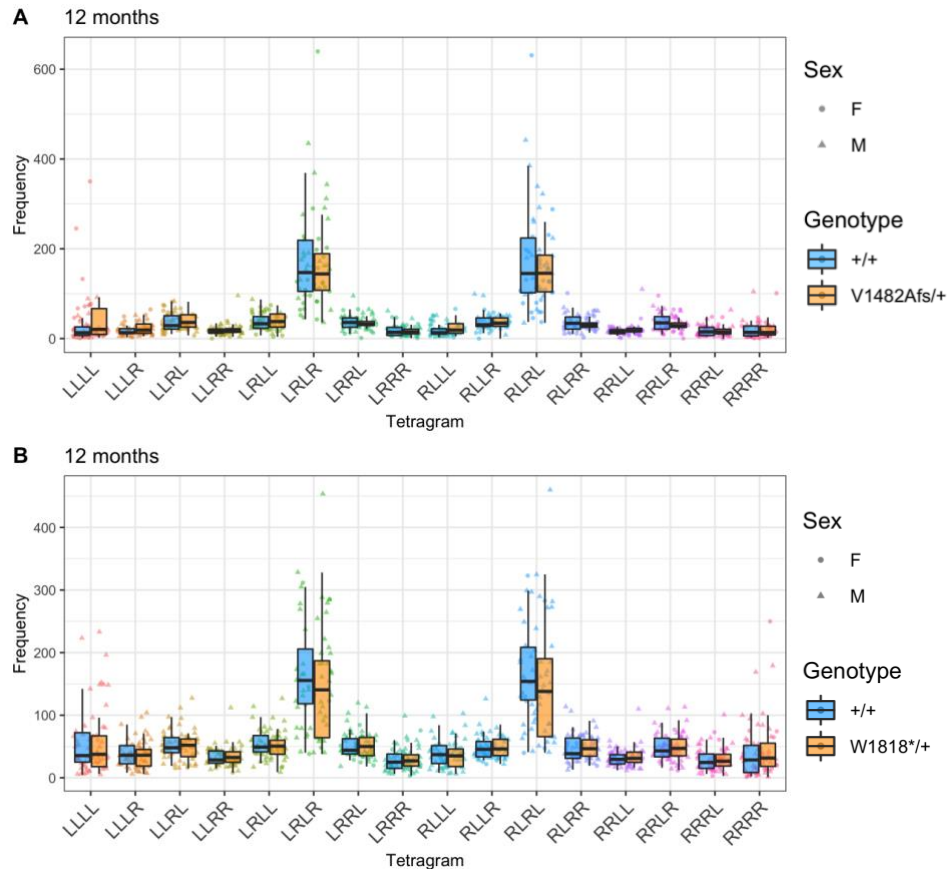 A 12 months
600
400
200
0
Frequency
LLLL LLLR LLRL LLRR LRLL LRLR LRRL LRRR RLLL RLLR RLRL RLRR RRLL RRLR RRRL RRRR
Tetragram
Sex
F
M
Genotype
+/+
V1482Afs/+
B 12 months
400
300
200
100
0
Frequency
LLLL LLLR LLRL LLRR LRLL LRLR LRRL LRRR RLLL RLLR RLRL RLRR RRLL RRLR RRRL RRRR
Tetragram
Sex
F
M
Genotype
+/+
W1818*/+